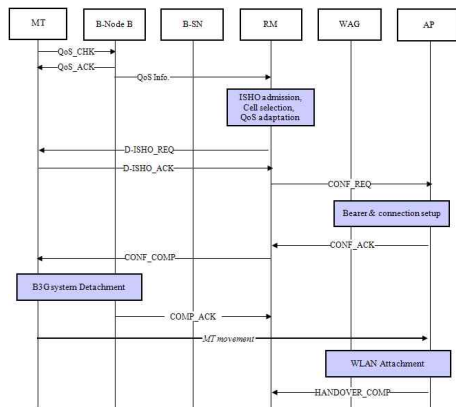 MT B-Node B B-SN RM WAG AP
QoS_CHK
QoS_ACK
QoS Info.
ISHO admission,
Cell selection,
QoS adaptation
D-ISHO_REQ
D-ISHO_ACK
CONF_REQ
Bearer & connection setup
CONF_ACK
CONF_COMP
B3G system Detachment
COMP_ACK
MT movement
WLAN Attachment
HANDOVER_COMP